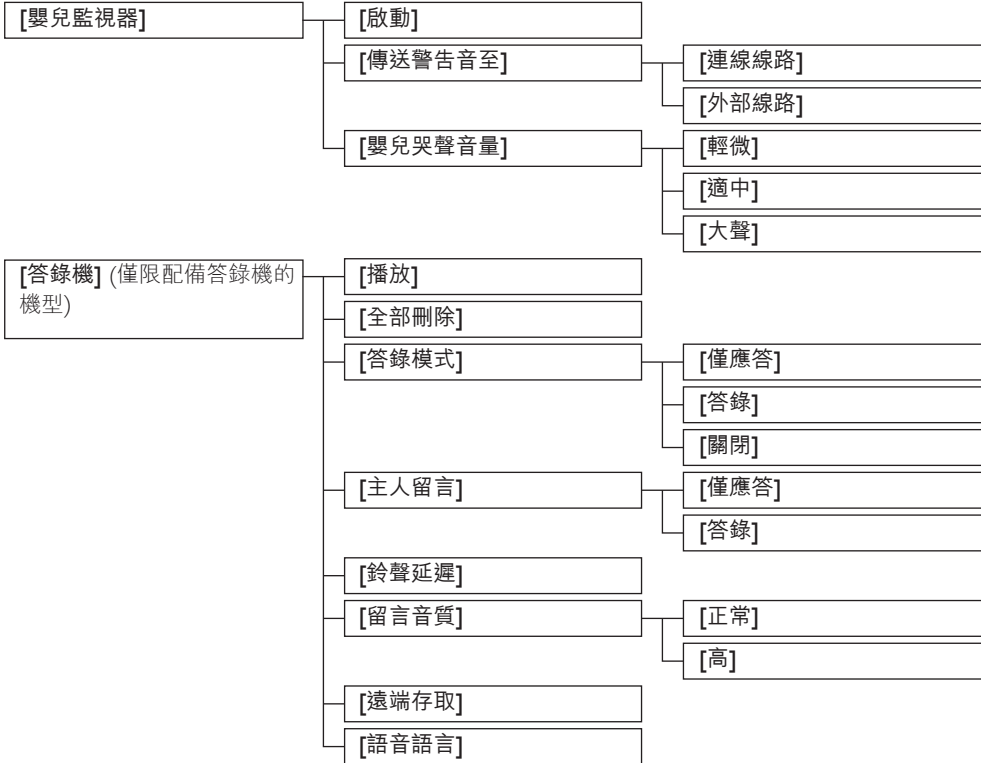 [嬰兒監視器]
[啟動]
[傳送警告音至]
[連線線路]
[外部線路]
[嬰兒哭聲音量]
[輕微]
[適中]
[大聲]
[答錄機] (僅限配備答錄機的
機型)
[播放]
[全部刪除]
[答錄模式]
[僅應答]
[答錄]
[關閉]
[主人留言]
[僅應答]
[答錄]
[鈴聲延遲]
[留言音質]
[正常]
[高]
[遠端存取]
[語音語言]